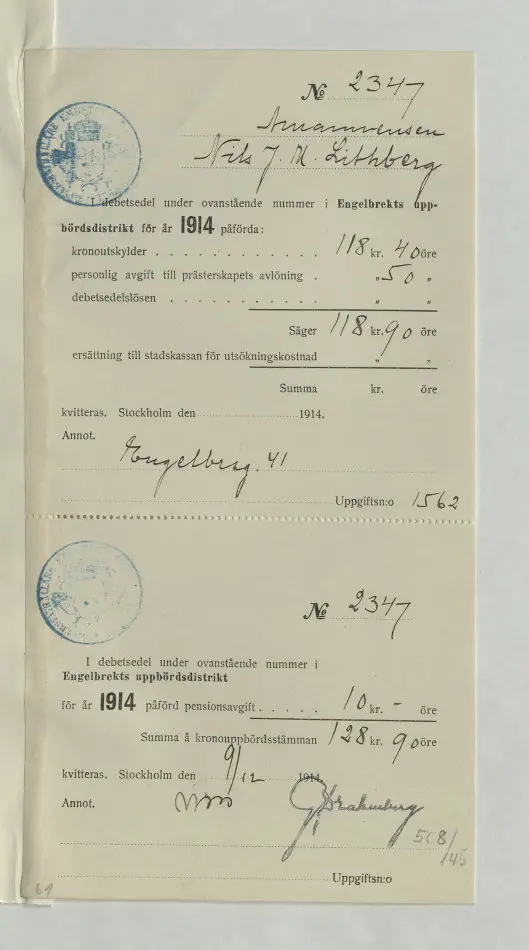 № 2347
Amanuensen
Nils J. M. Lithberg
I debetsedel under ovanstående nummer i Engelbrekts upp-
bördsdistrikt för år 1914 påförda:
kronoutskylder . . . . . . . . . . . . . 118 kr. 40 öre
personlig avgift till prästerskapets avlöning . „ 50 „
debetsedelslösen . . . . . . . . . . . . „ „
Säger 118 kr. 90 öre
ersättning till stadskassan för utsökningskostnad „ „
Summa kr. öre
kvitteras. Stockholm den 1914.
Annot.
Engelbreg. 41
Uppgiftsn:o 1562
№ 2347
I debetsedel under ovanstående nummer i
Engelbrekts uppbördsdistrikt
för år 1914 påförd pensionsavgift . . . . . 10 kr. - öre
Summa å kronouppbördsstämman 128 kr. 90 öre
kvitteras. Stockholm den 9/12 1914
Annot.
508/
145
Uppgiftsn:o
61